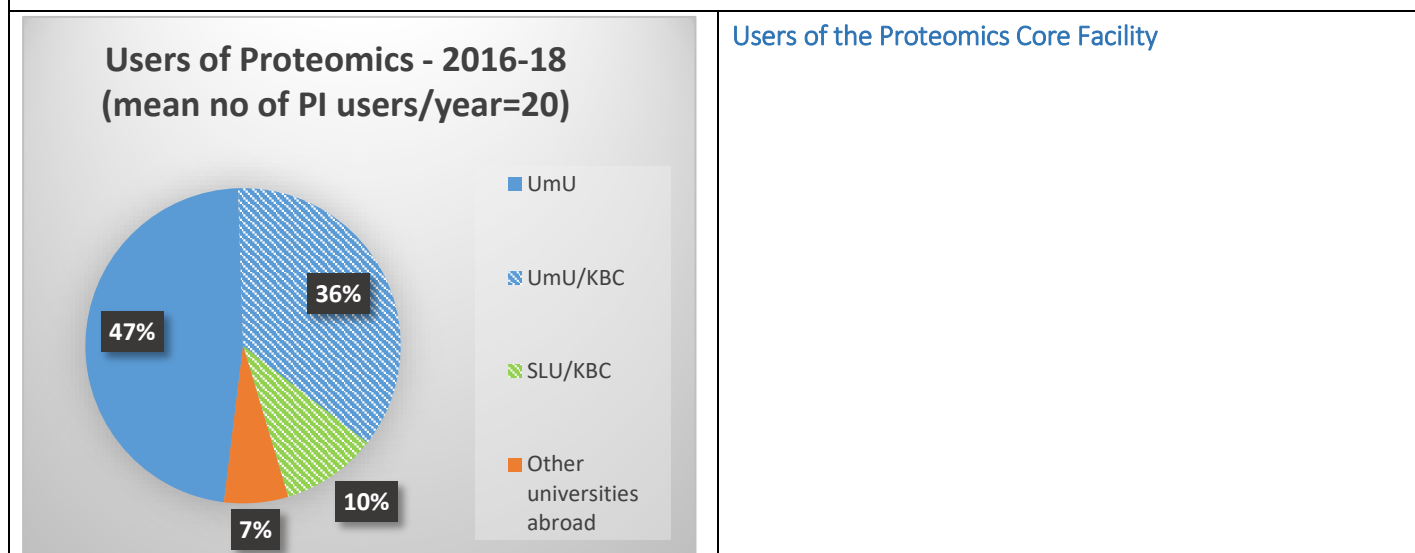 Users of Proteomics - 2016-18
(mean no of PI users/year=20)
UmU
UmU/KBC
SLU/KBC
Other
universities
abroad
36%
47%
10%
7%
Users of the Proteomics Core Facility